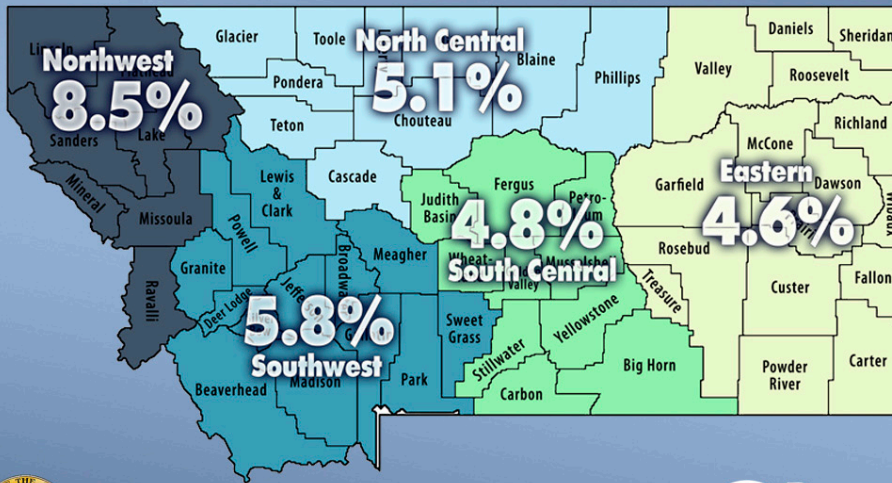 Glacier
Toole
North Central
5.1%
Blaine
Phillips
Valley
Daniels
Sheridan
Roosevelt
Northwest
8.5%
Pondera
Chouteau
Teton
Sanders
Lake
McCone
Richland
Mineral
Missoula
Lewis
&
Clark
Cascade
Judith
Basin
Fergus
Petro-
Garfield
Eastern
4.6%
Dawson
4.8%
South Central
Powell
Granite
Broadwater
Meagher
Wheat-
Valley
Rosebud
Treasure
Custer
Fallon
Ravalli
Deer Lodge
5.8%
Southwest
Sweet
Grass
Stillwater
Yellowstone
Beaverhead
Madison
Park
Carbon
Big Horn
Powder
River
Carter
THE